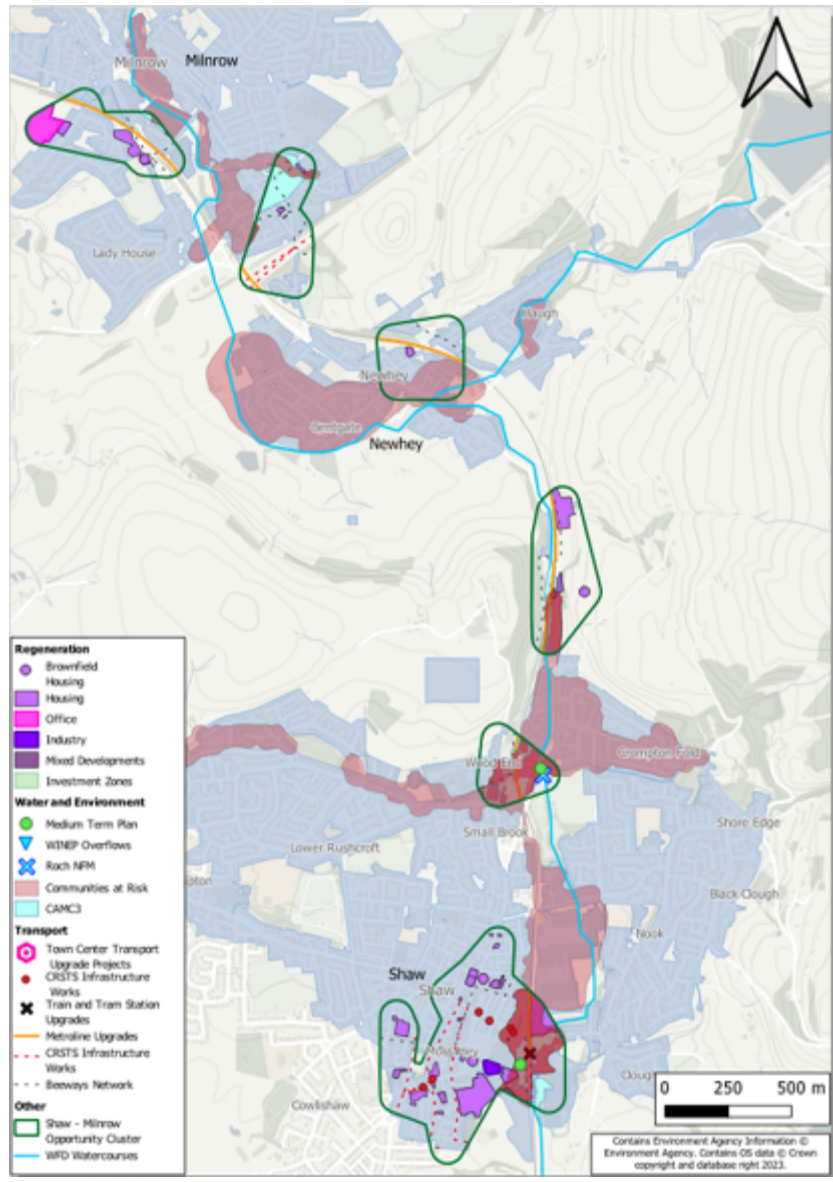 Milnrow
Milnrow
Lady House
Haugh
Newhey
Bentgate
Newhey
Regeneration
Brownfield
Housing
Housing
Office
Industry
Mixed Developments
Investment Zones
Water and Environment
Medium Term Plan
WINEP Overflows
Roch NFM
Communities at Risk
CAMC3
Transport
Town Center Transport
Upgrade Projects
CRSTS Infrastructure
Works
Train and Tram Station
Upgrades
Metroline Upgrades
CRSTS Infrastructure
Works
Beeways Network
Other
Shaw - Milnrow
Opportunity Cluster
WFD Watercourses
Crompton Fold
Wood End
Small Brook
Shore Edge
Lower Rushcroft
pton
Black Clough
Nook
Shaw
Shaw
Cloug
Cowlishaw
0 250 500 m
Contains Environment Agency Information ©
Environment Agency. Contains OS data © Crown
copyright and database right 2023.